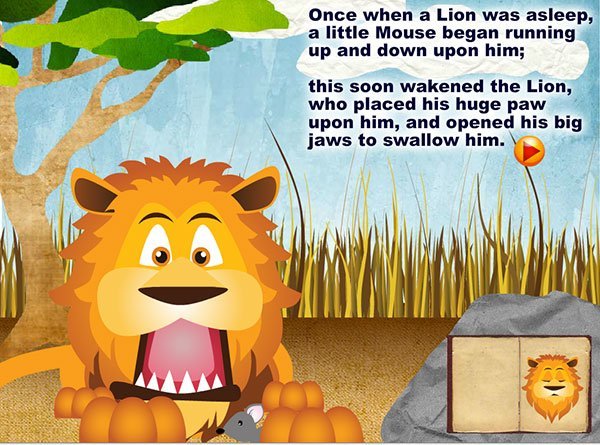 Once when a Lion was asleep,
a little Mouse began running
up and down upon him;
this soon wakened the Lion,
who placed his huge paw
upon him, and opened his big
jaws to swallow him.